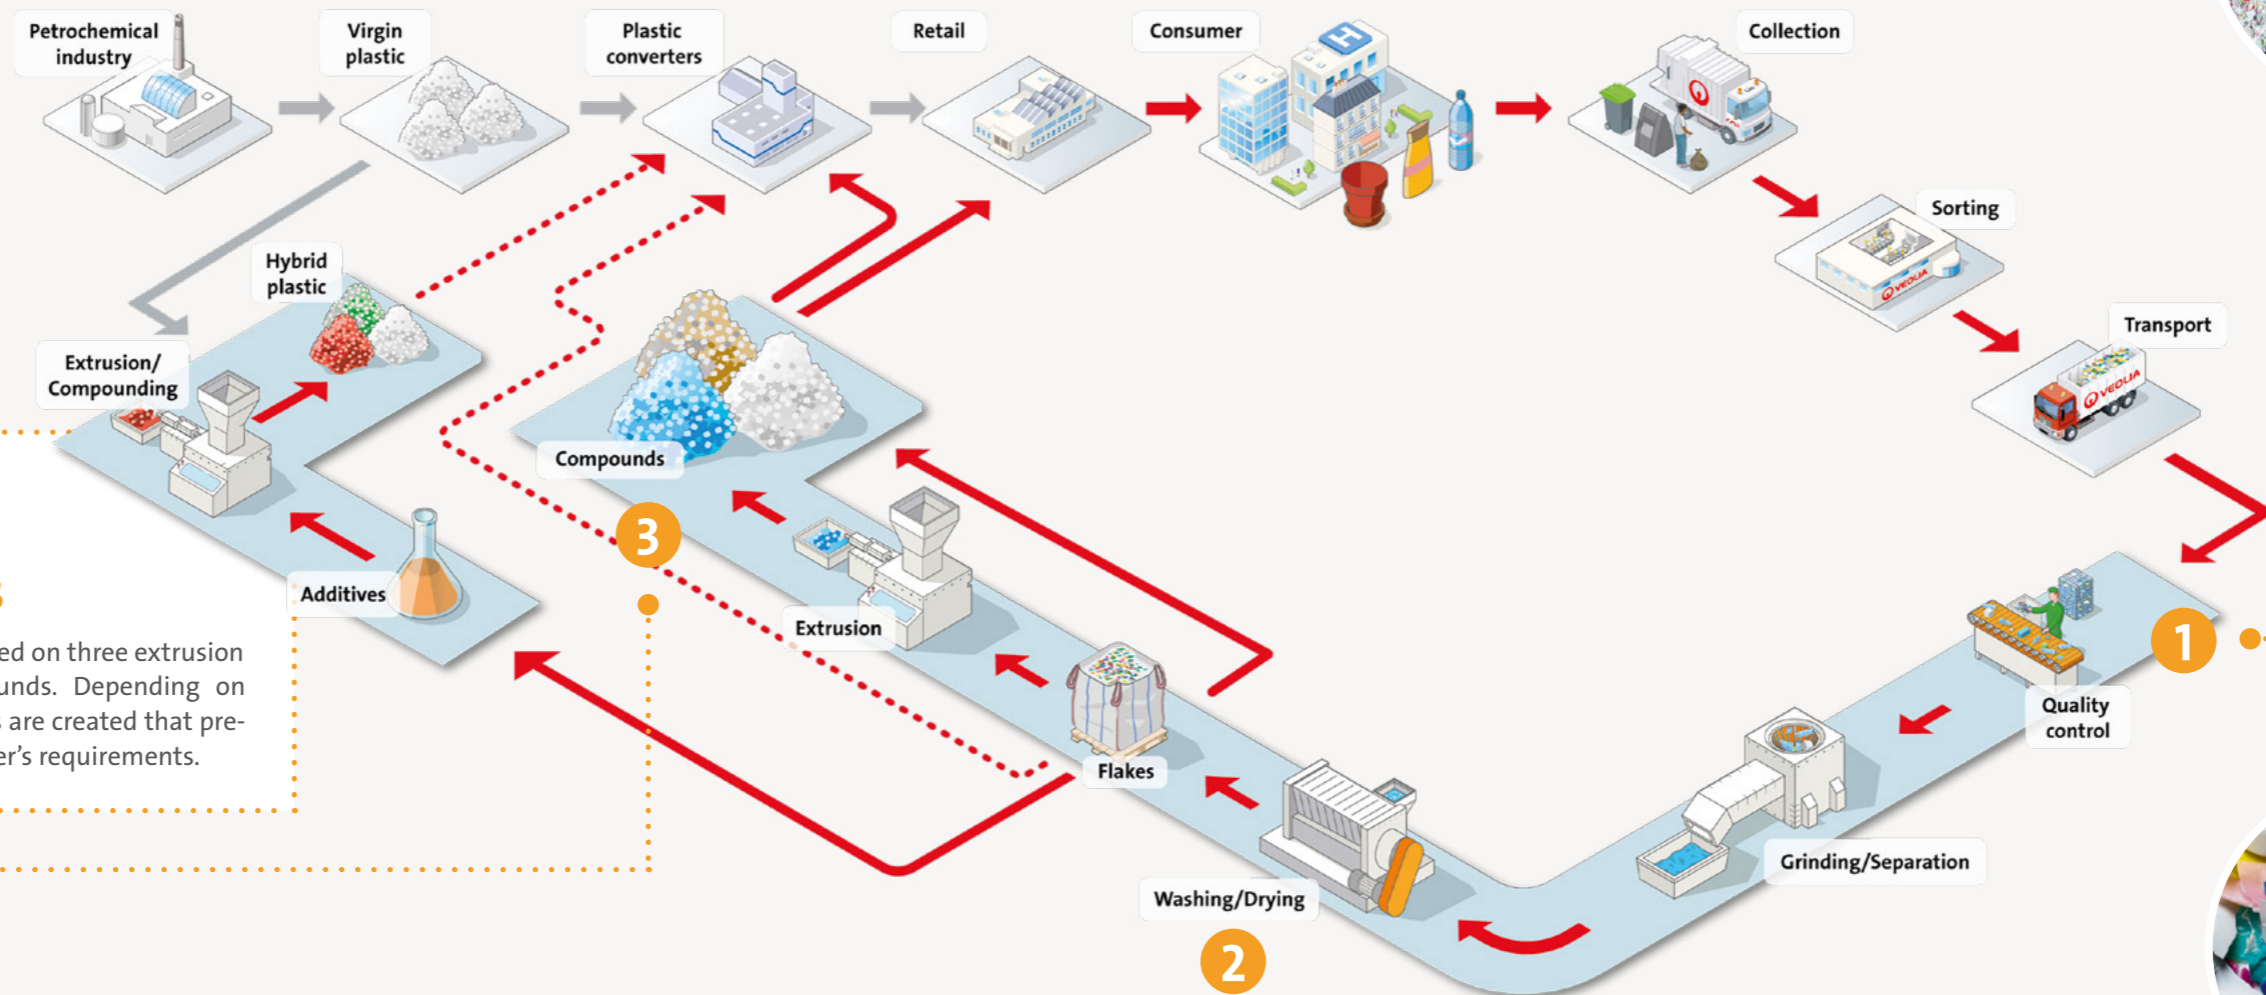 Petrochemical
industry
Virgin
plastic
Plastic
converters
Retail
Consumer
Collection
H
Sorting
VEOLIA
Transport
VEOLIA
Hybrid
plastic
Extrusion/
Compounding
Compounds
3
Additives
Extrusion
Flakes
1
Quality
control
Grinding/Separation
Washing/Drying
2
ed on three extrusion
unds. Depending on
s are created that pre-
er's requirements.